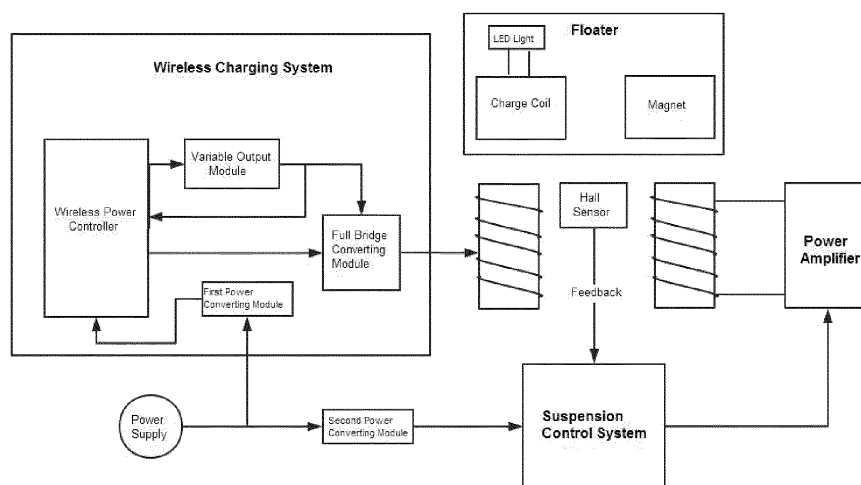 Floater
LED Light
Charge Coil
Magnet
Wireless Charging System
Variable Output
Module
Wireless Power
Controller
Full Bridge
Converting
Module
First Power
Converting Module
Hall
Sensor
Feedback
Power
Amplifier
Power
Supply
Second Power
Converting Module
Suspension
Control System